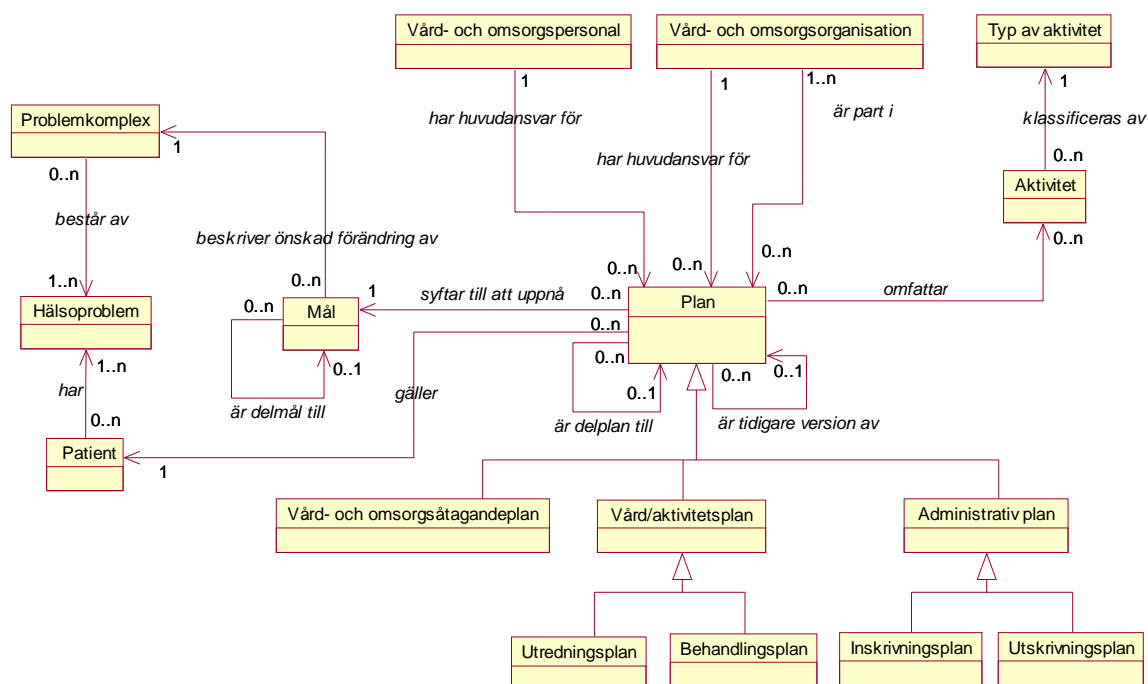 Vård- och omsorgspersonal
Vård- och omsorgsorganisation
Typ av aktivitet
1
1
1..n
1
har huvudansvar för
är part i
klassificeras av
Problemkomplex
1
har huvudansvar för
0..n
0..n
Aktivitet
består av
beskriver önskad förändring av
0..n
0..n
0..n
0..n
0..n
1..n
0..n
Hälsoproblem
0..n
Mål
1
syftar till att uppnå
0..n
Plan
0..n
omfattar
0..n
0..n
1..n
0..1
0..1
0..n
0..1
har
gäller
0..n
är delmål till
är delplan till
är tidigare version av
Patient
1
Vård- och omsorgsåtagandeplan
Vård/aktivitetsplan
Administrativ plan
Utredningsplan
Behandlingsplan
Inskrivningsplan
Utskrivningsplan